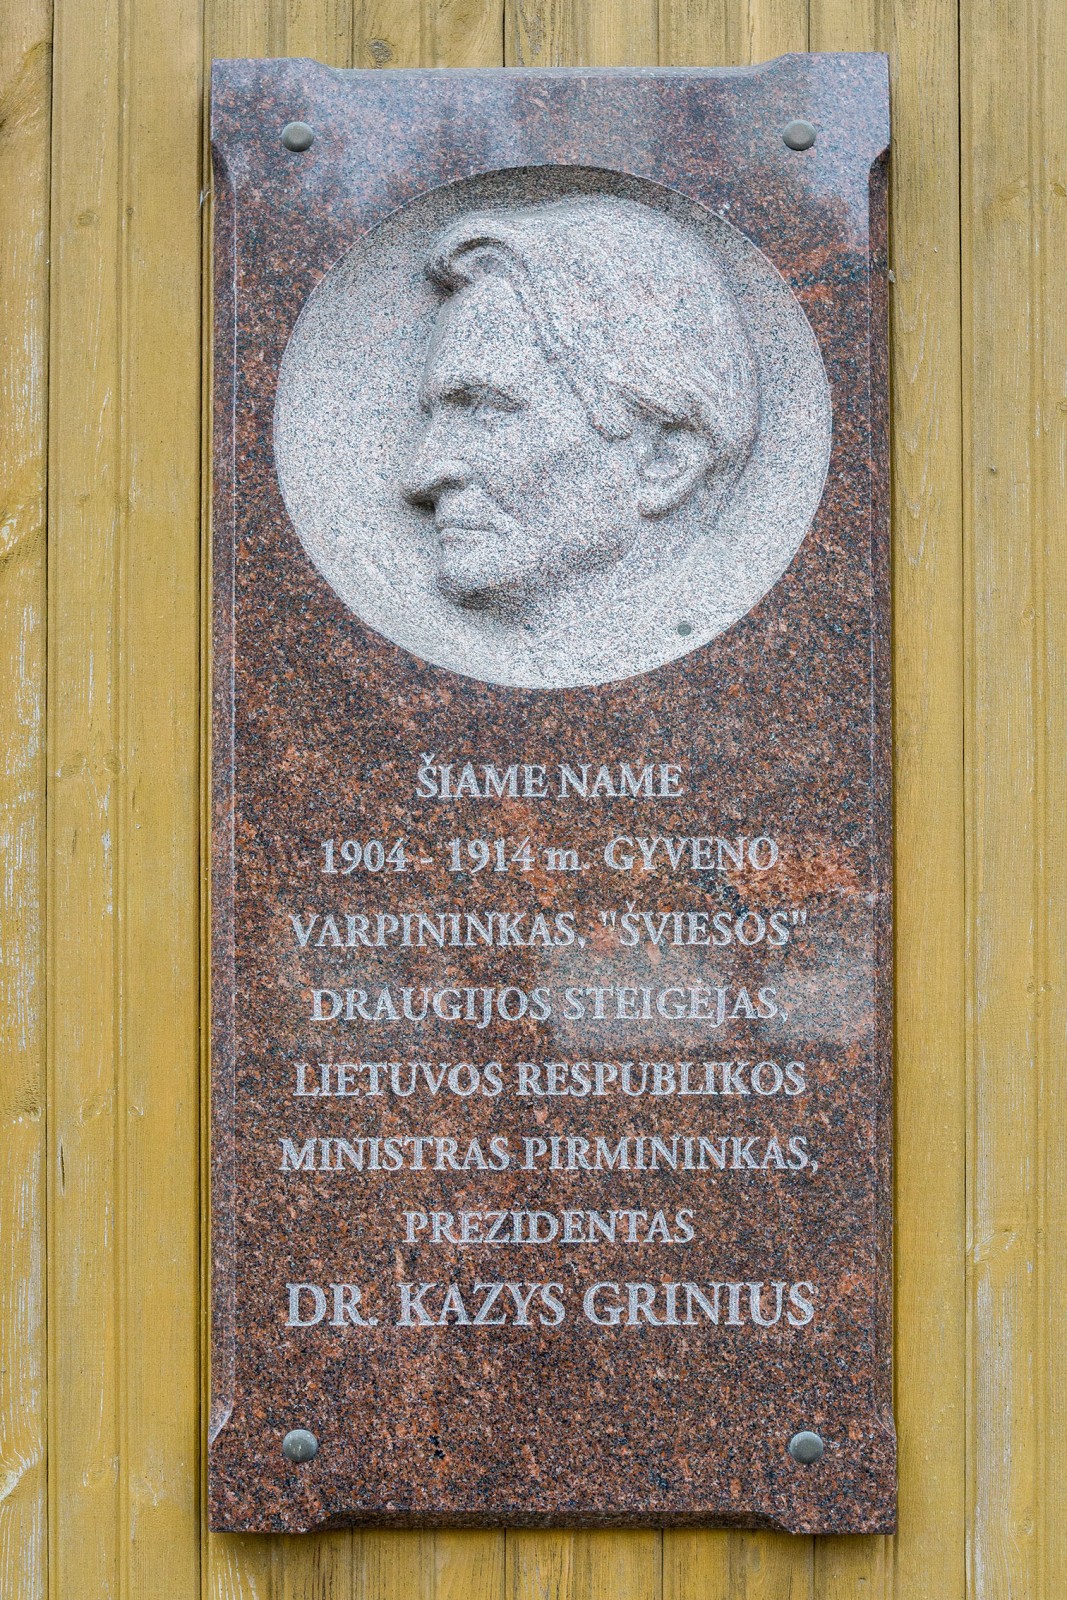 ŠIAME NAME
1904 - 1914 m. GYVENO
VARPININKAS, "ŠVIESOS"
DRAUGIJOS STEIGĖJAS,
LIETUVOS RESPUBLIKOS
MINISTRAS PIRMININKAS,
PREZIDENTAS
DR. KAZYS GRINIUS